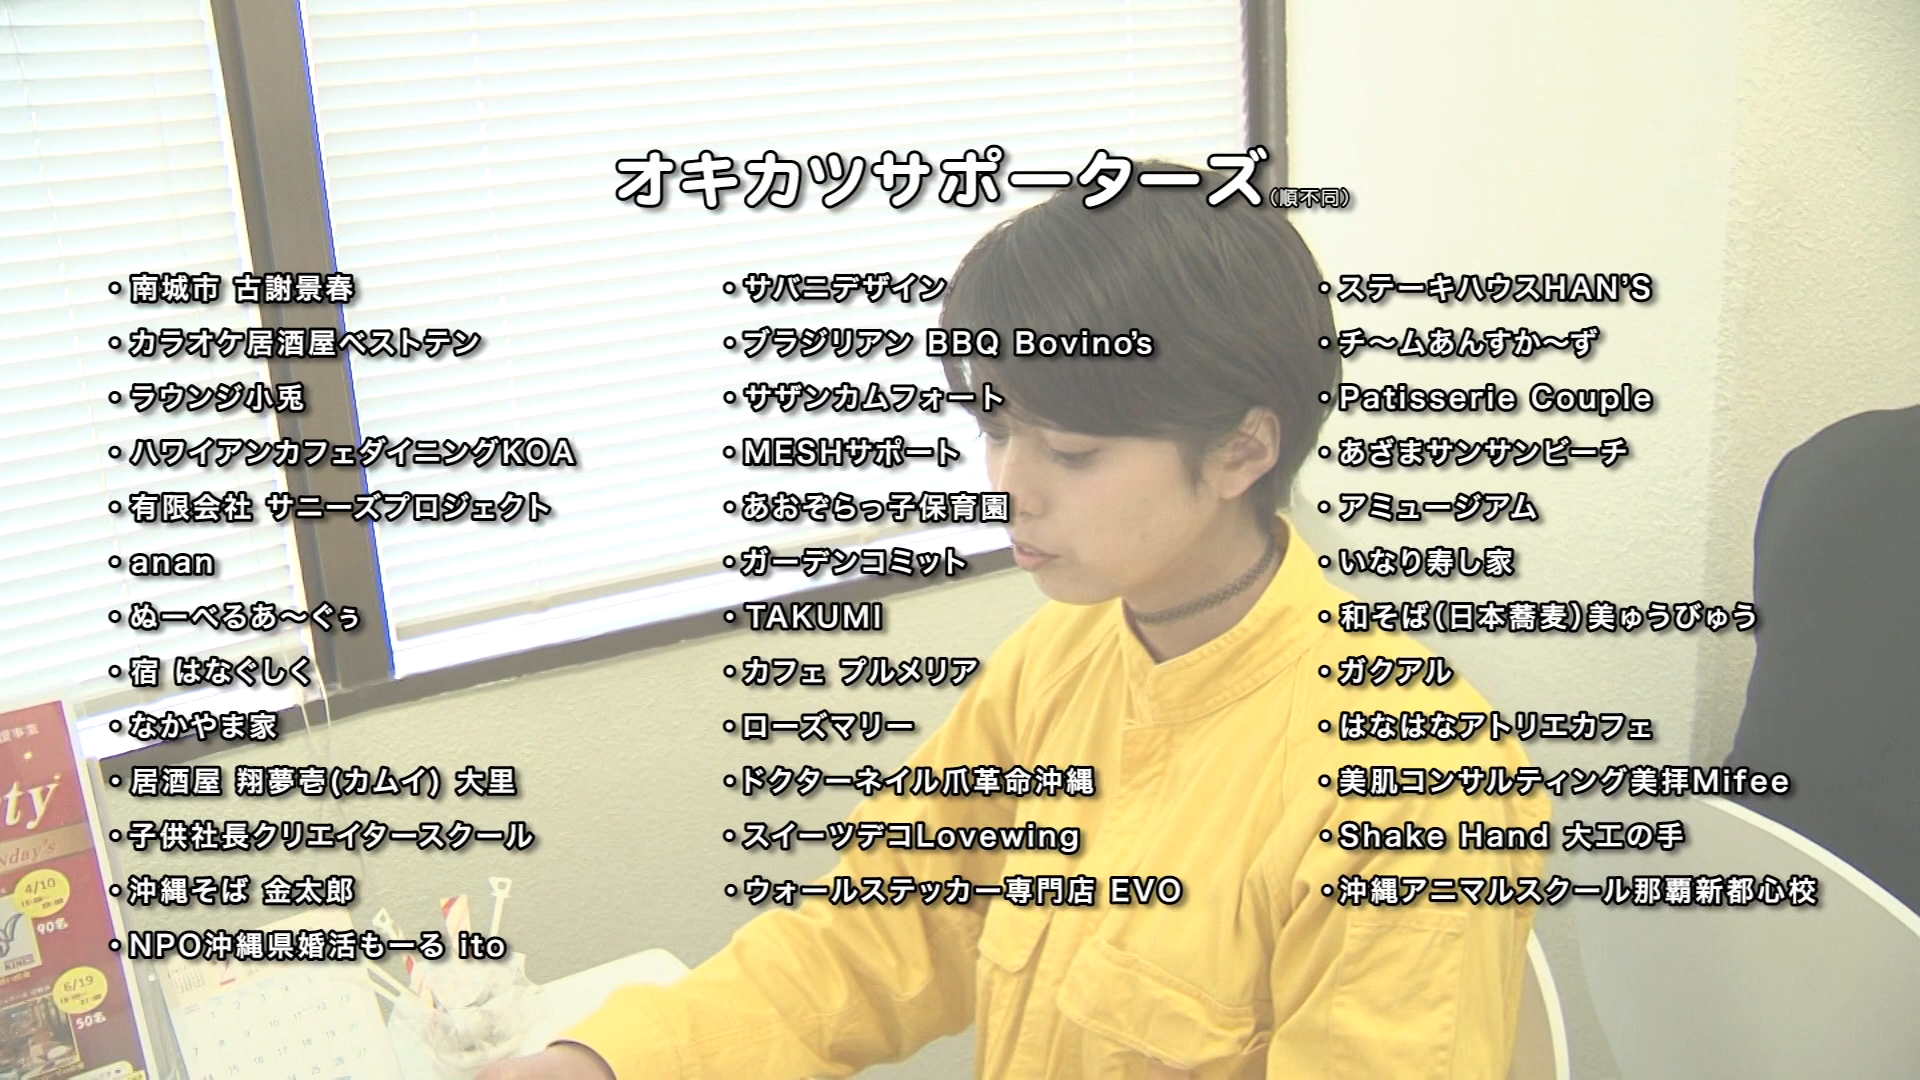 オキカツサポーターズ(順不同)
・南城市 古謝景春
・カラオケ居酒屋ベストテン
・ラウンジ小兎
・ハワイアンカフェダイニングKOA
・有限会社 サニーズプロジェクト
・anan
・ぬーべるあ～ぐぅ
・宿 はなぐしく
・なかやま家
・居酒屋 翔夢壱(カムイ) 大里
・子供社長クリエイタースクール
・沖縄そば 金太郎
・NPO沖縄県婚活もーる ito
・サバニデザイン
・ブラジリアン BBQ Bovino's
・サザンカムフォート
・MESHサポート
・あおぞらっ子保育園
・ガーデンコミット
・TAKUMI
・カフェ プルメリア
・ローズマリー
・ドクターネイル爪革命沖縄
・スイーツデコLovewing
・ウォールステッカー専門店 EVO
・ステーキハウスHAN'S
・チ～ムあんすか～ず
・Patisserie Couple
・あざまサンサンビーチ
・アミュージアム
・いなり寿し家
・和そば(日本蕎麦)美ゅうびゅう
・ガクアル
・はなはなアトリエカフェ
・美肌コンサルティング美拝Mifee
・Shake Hand 大工の手
・沖縄アニマルスクール那覇新都心校
ty
nday's
4/10
90名
6/19
50名